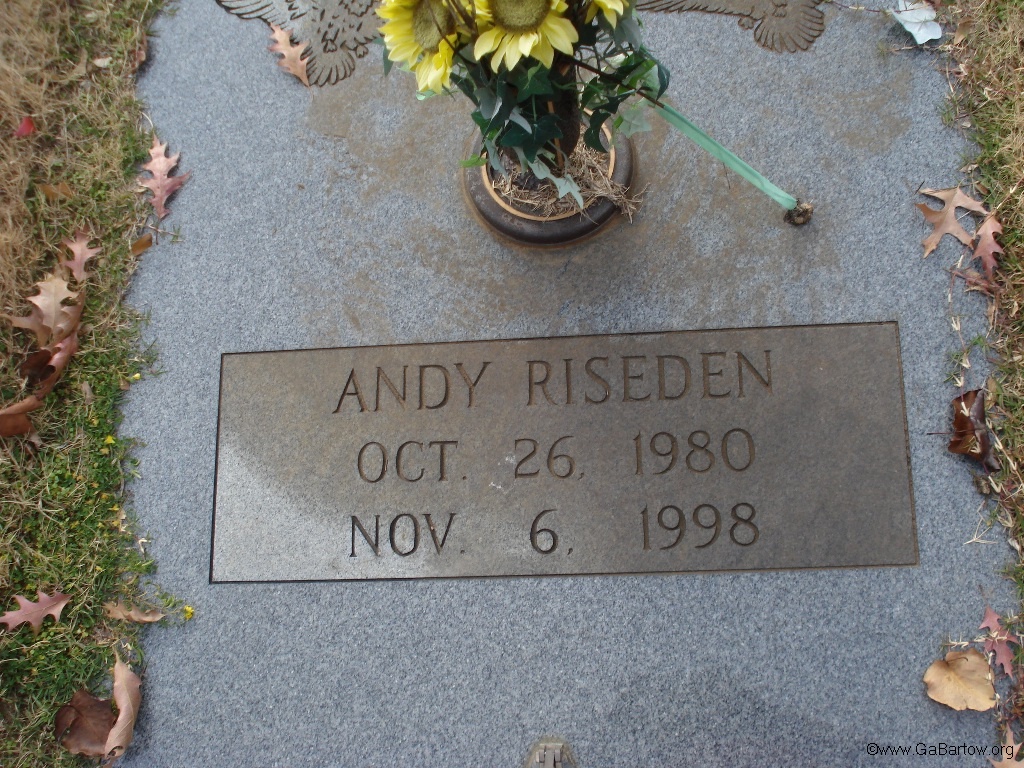 ANDY RISEDEN
OCT. 26, 1980
NOV. 6, 1998
©www.GaBartow.org